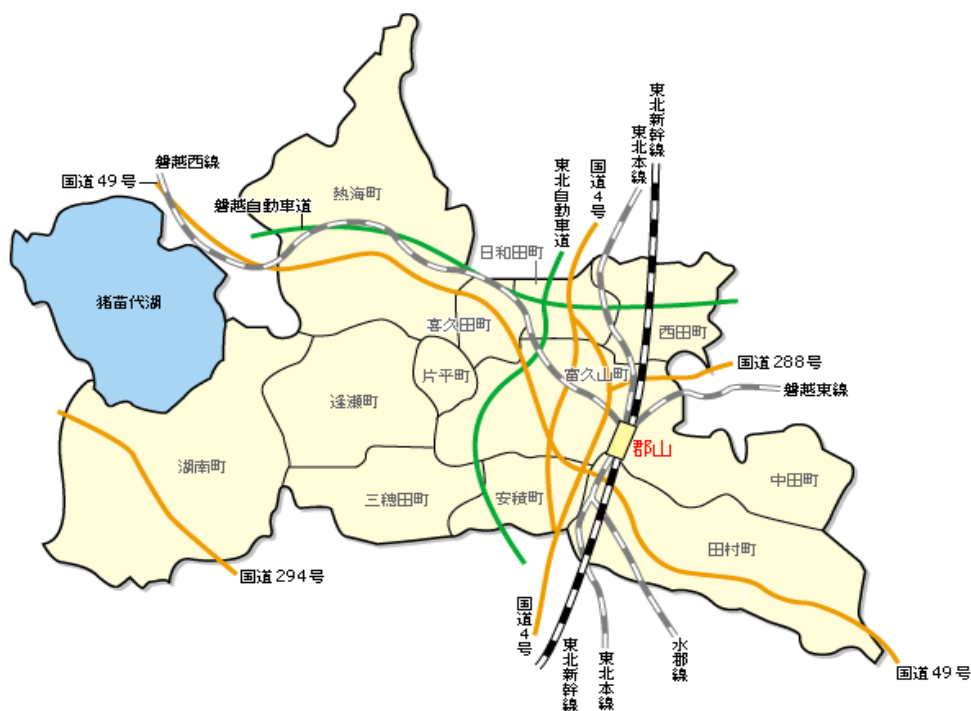 東北新幹線
東北本線
国道4号
東北自動車道
磐越西線
国道49号
磐越自動車道
熱海町
日和田町
猪苗代湖
喜久田町
西田町
片平町
富久山町
国道288号
磐越東線
逢瀬町
郡山
湖南町
三穂田町
安積町
中田町
田村町
国道294号
国道4号
東北新幹線
東北本線
水郡線
国道49号